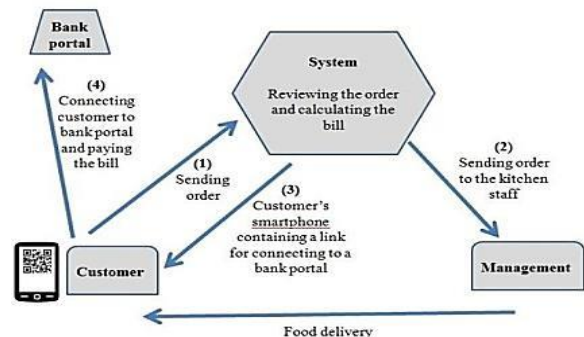 Bank
portal
System
Reviewing the order
and calculating the
bill
(4)
Connecting
customer to
bank portal
and paying
the bill
(1)
Sending
order
(2)
Sending order
to the kitchen
staff
(3)
Customer's
smartphone
containing a link
for connecting to a
bank portal
Customer
Management
Food delivery